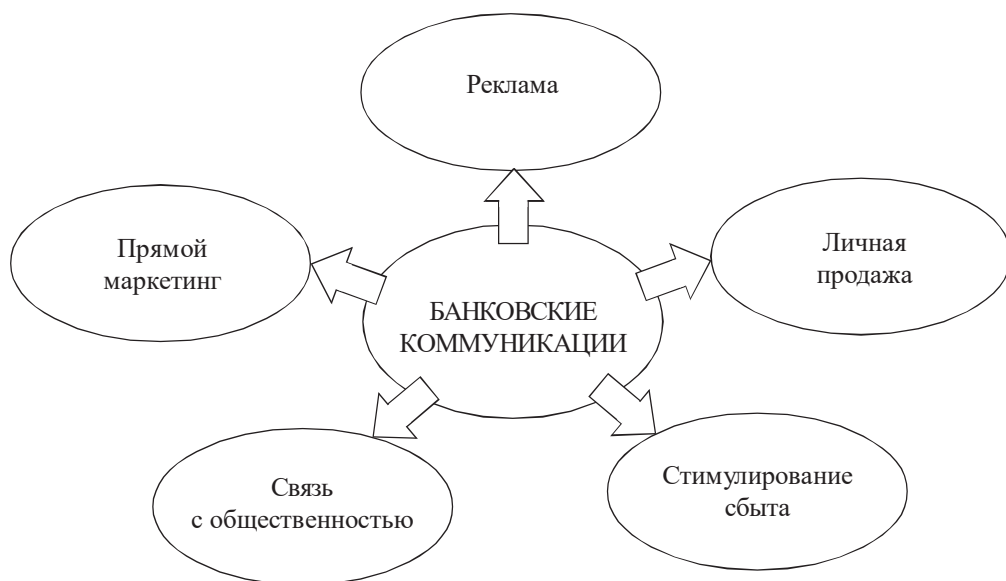 Реклама
Прямой
маркетинг
Личная
продажа
БАНКОВСКИЕ
КОММУНИКАЦИИ
Связь
с общественностью
Стимулирование
сбыта